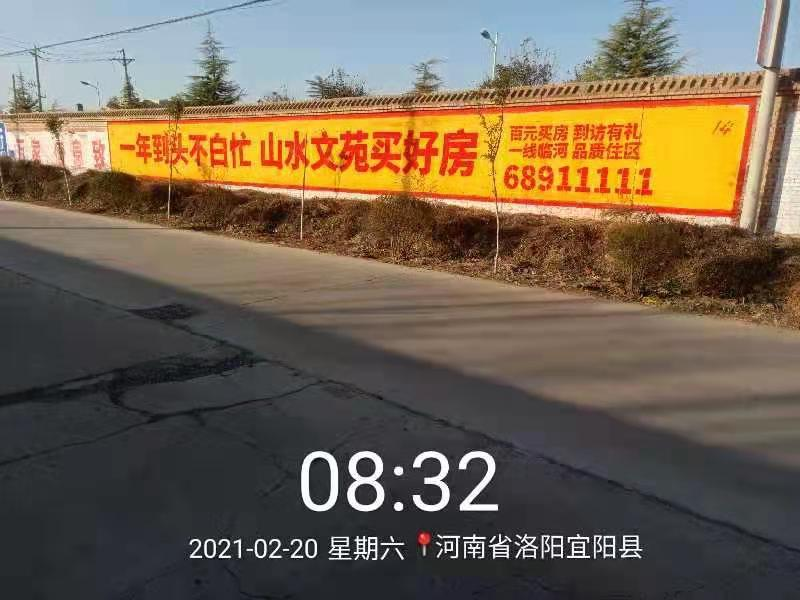 一年到头不白忙 山水文苑买好房
百元买房 到访有礼
一线临河 品质住区
68911111
14
08:32
2021-02-20 星期六 河南省洛阳宜阳县